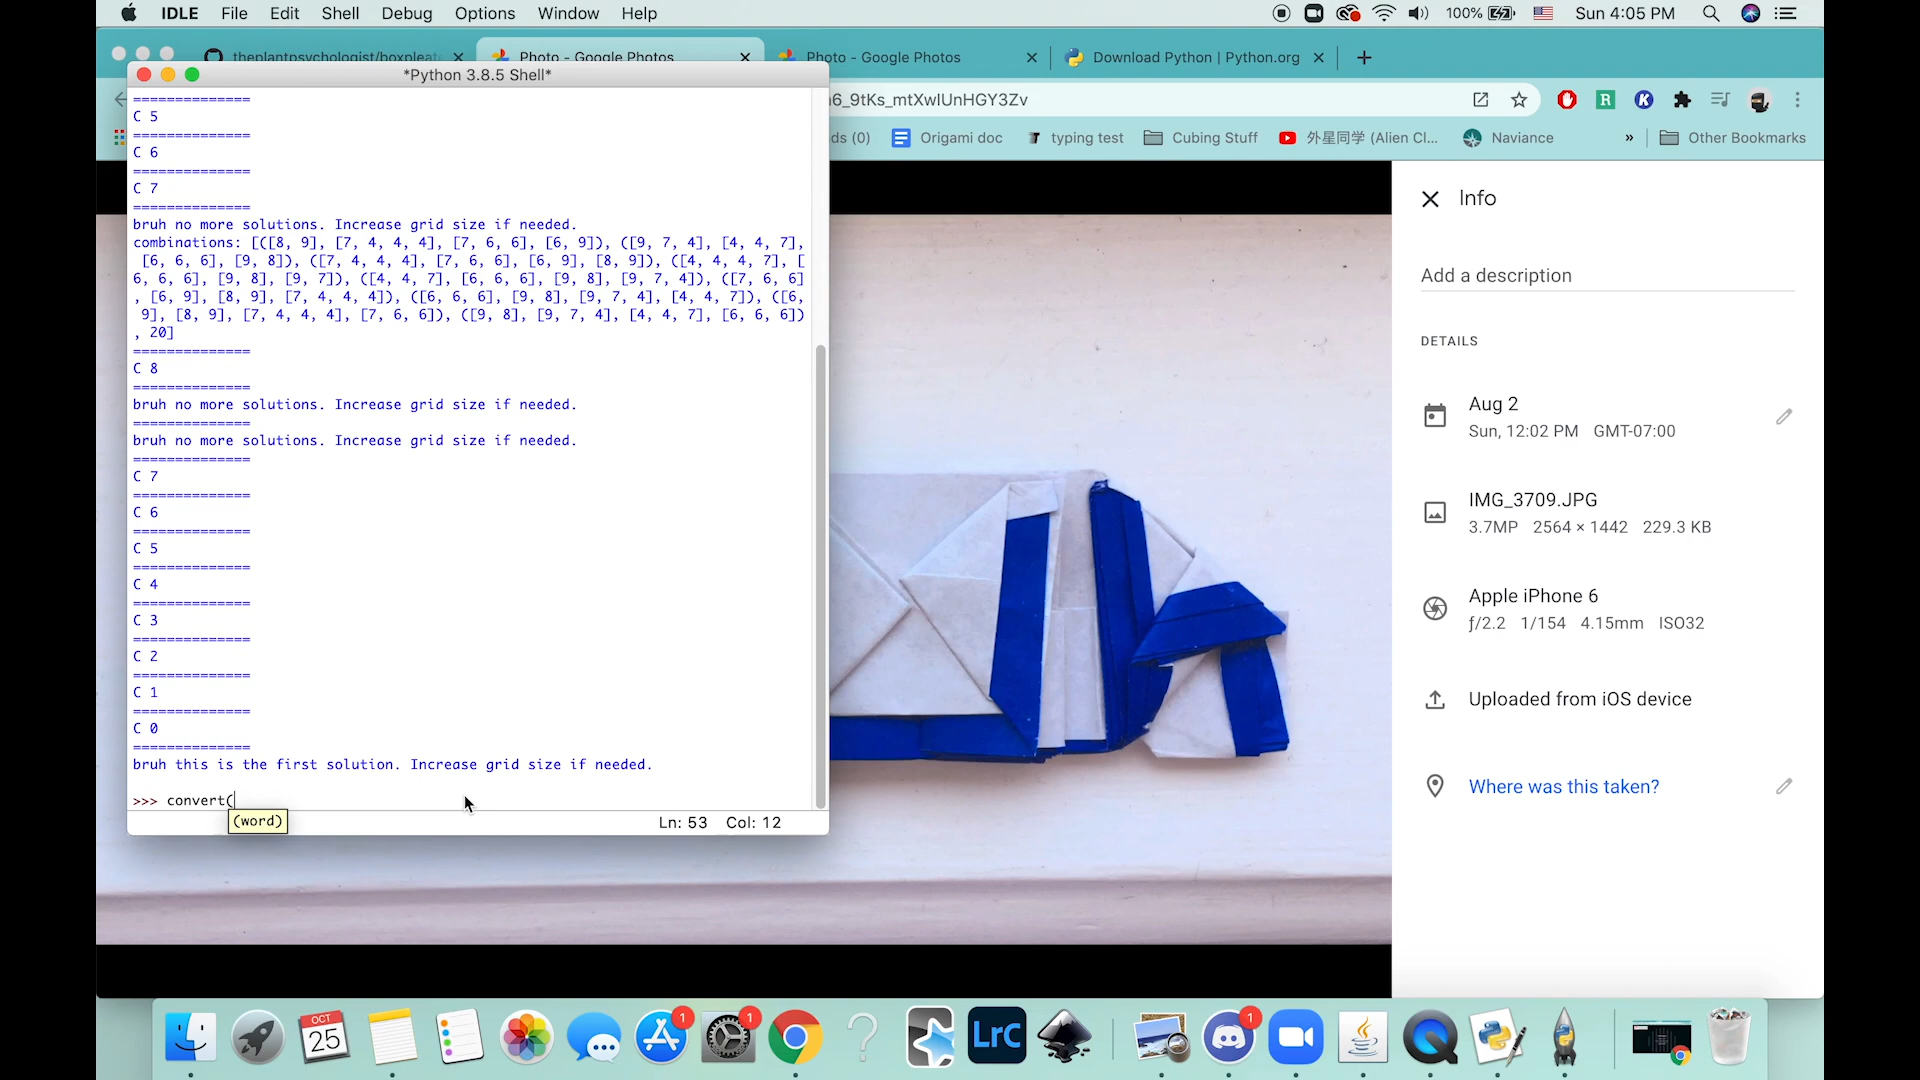 IDLE File Edit Shell Debug Options Window Help 100% Sun 4:05 PM
theplantpsychologist/boxpleat Photo - Google Photos Photo - Google Photos Download Python | Python.org
*Python 3.8.5 Shell*
6_9tKs_mtXwlUnHGY3Zv
ds (0) Origami doc typing test Cubing Stuff 外星同学 (Alien Cl... Naviance » Other Bookmarks
==============
C 5
==============
C 6
==============
C 7
==============
bruh no more solutions. Increase grid size if needed.
combinations: [([8, 9], [7, 4, 4, 4], [7, 6, 6], [6, 9]), ([9, 7, 4], [4, 4, 7],
[6, 6, 6], [9, 8]), ([7, 4, 4, 4], [7, 6, 6], [6, 9], [8, 9]), ([4, 4, 4, 7], [
6, 6, 6], [9, 8], [9, 7]), ([4, 4, 7], [6, 6, 6], [9, 8], [9, 7, 4]), ([7, 6, 6]
, [6, 9], [8, 9], [7, 4, 4, 4]), ([6, 6, 6], [9, 8], [9, 7, 4], [4, 4, 7]), ([6,
9], [8, 9], [7, 4, 4, 4], [7, 6, 6]), ([9, 8], [9, 7, 4], [4, 4, 7], [6, 6, 6])
, 20]
==============
C 8
==============
bruh no more solutions. Increase grid size if needed.
==============
bruh no more solutions. Increase grid size if needed.
==============
C 7
==============
C 6
==============
C 5
==============
C 4
==============
C 3
==============
C 2
==============
C 1
==============
C 0
==============
bruh this is the first solution. Increase grid size if needed.
>>> convert(
(word)
Ln: 53 Col: 12
Info
Add a description
DETAILS
Aug 2
Sun, 12:02 PM GMT-07:00
IMG_3709.JPG
3.7MP 2564 × 1442 229.3 KB
Apple iPhone 6
ƒ/2.2 1/154 4.15mm ISO32
Uploaded from iOS device
Where was this taken?
OCT
25
1
1
LrC
1